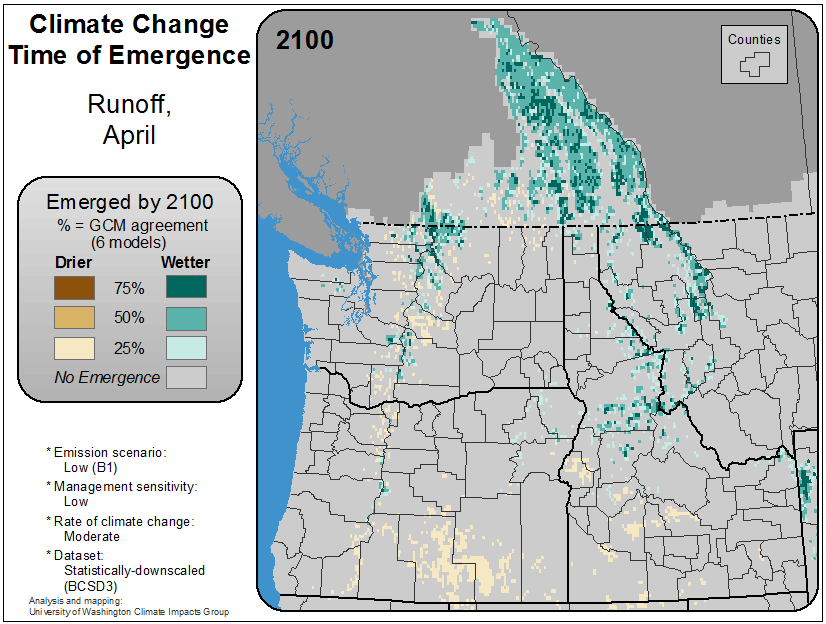 Climate Change
Time of Emergence
Runoff,
April
Emerged by 2100
% = GCM agreement
(6 models)
Drier Wetter
75%
50%
25%
No Emergence
* Emission scenario:
Low (B1)
* Management sensitivity:
Low
* Rate of climate change:
Moderate
* Dataset:
Statistically-downscaled
(BCSD3)
Analysis and mapping:
University of Washington Climate Impacts Group
2100
Counties